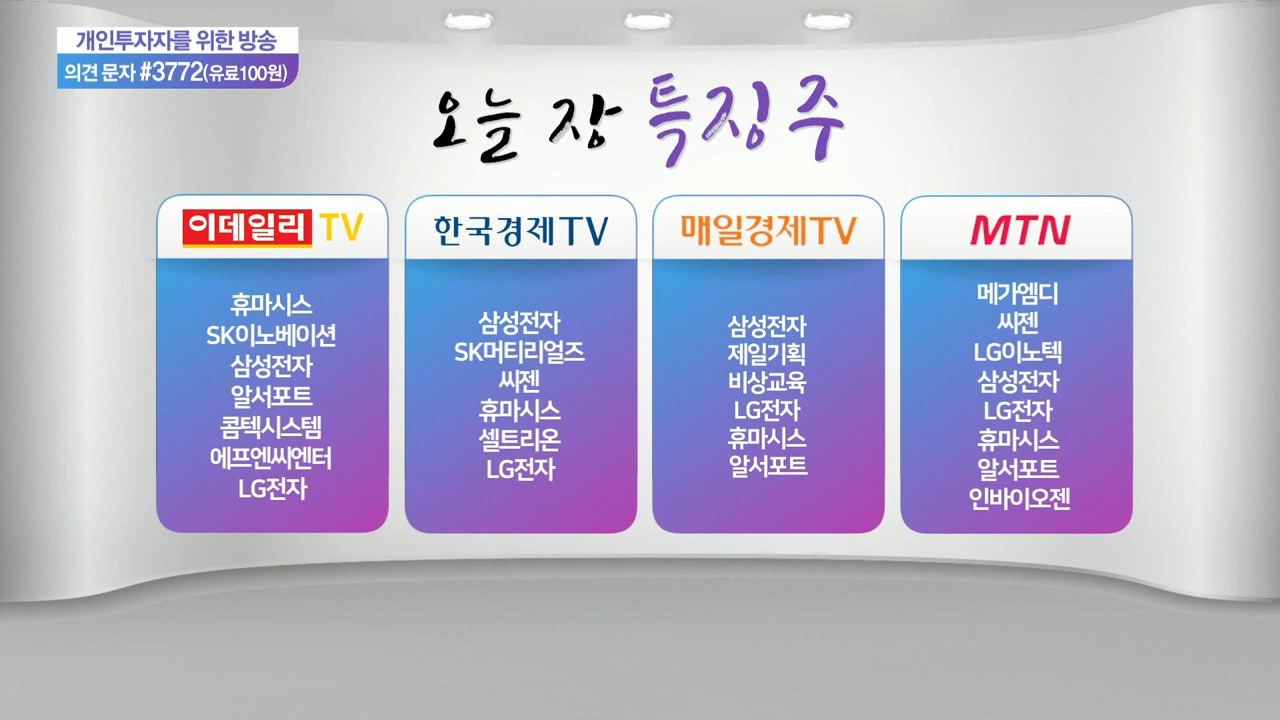 개인투자자를 위한 방송
의견 문자 #3772(유료100원)
오늘 장 특징주
이데일리 TV
휴마시스
SK이노베이션
삼성전자
알서포트
콤텍시스템
에프엔씨엔터
LG전자
한국경제TV
삼성전자
SK머티리얼즈
씨젠
휴마시스
셀트리온
LG전자
매일경제TV
삼성전자
제일기획
비상교육
LG전자
휴마시스
알서포트
MTN
메가엠디
씨젠
LG이노텍
삼성전자
LG전자
휴마시스
알서포트
인바이오젠